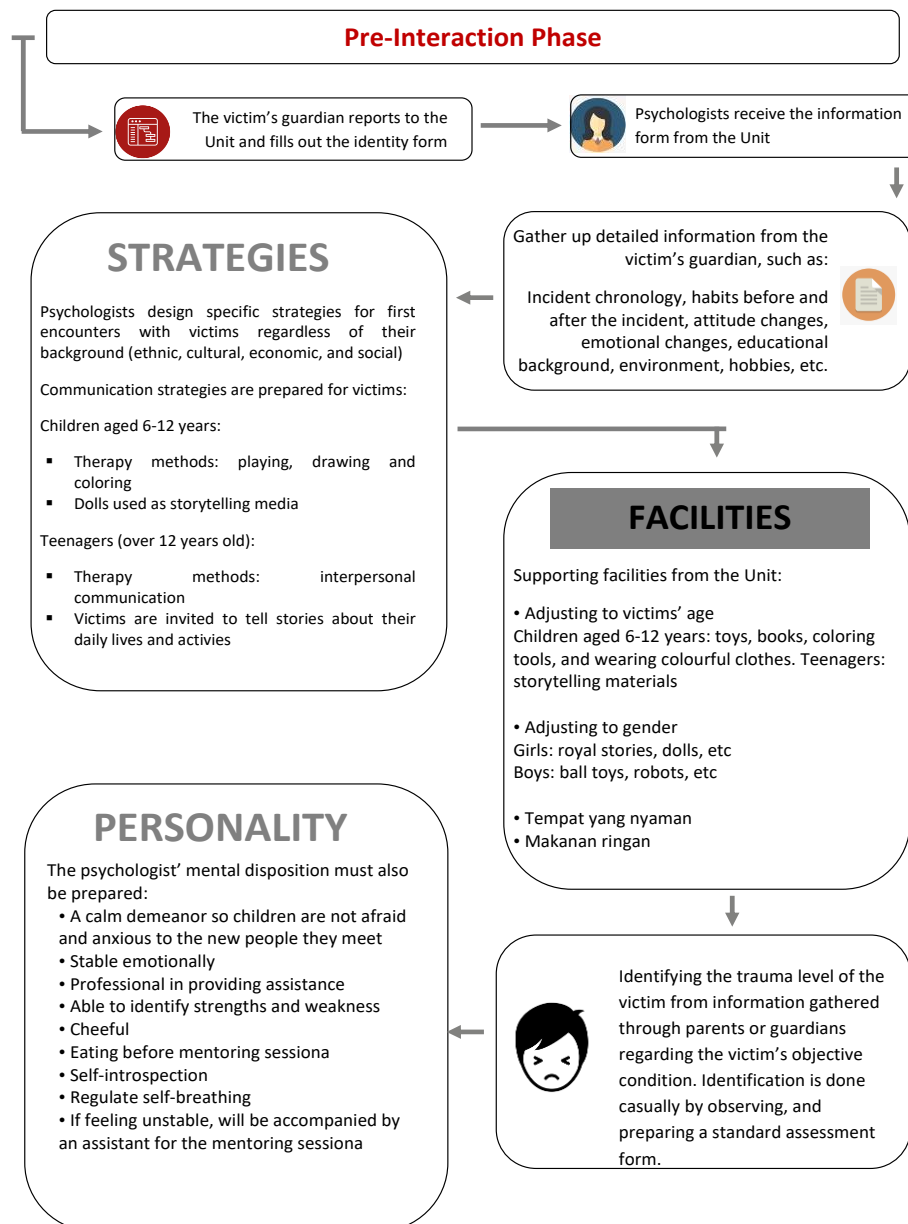 Pre-Interaction Phase
The victim's guardian reports to the
Unit and fills out the identity form
Psychologists receive the information
form from the Unit
Gather up detailed information from the
victim's guardian, such as:
Incident chronology, habits before and
after the incident, attitude changes,
emotional changes, educational
background, environment, hobbies, etc.
STRATEGIES
Psychologists design specific strategies for first
encounters with victims regardless of their
background (ethnic, cultural, economic, and social)
Communication strategies are prepared for victims:
Children aged 6-12 years:
▪ Therapy methods: playing, drawing and
coloring
▪ Dolls used as storytelling media
Teenagers (over 12 years old):
▪ Therapy methods: interpersonal
communication
▪ Victims are invited to tell stories about their
daily lives and activies
FACILITIES
Supporting facilities from the Unit:
• Adjusting to victims' age
Children aged 6-12 years: toys, books, coloring
tools, and wearing colourful clothes. Teenagers:
storytelling materials
• Adjusting to gender
Girls: royal stories, dolls, etc
Boys: ball toys, robots, etc
• Tempat yang nyaman
• Makanan ringan
Identifying the trauma level of the
victim from information gathered
through parents or guardians
regarding the victim's objective
condition. Identification is done
casually by observing, and
preparing a standard assessment
form.
PERSONALITY
The psychologist' mental disposition must also
be prepared:
• A calm demeanor so children are not afraid
and anxious to the new people they meet
• Stable emotionally
• Professional in providing assistance
• Able to identify strengths and weakness
• Cheeful
• Eating before mentoring sessiona
• Self-introspection
• Regulate self-breathing
• If feeling unstable, will be accompanied by
an assistant for the mentoring sessiona